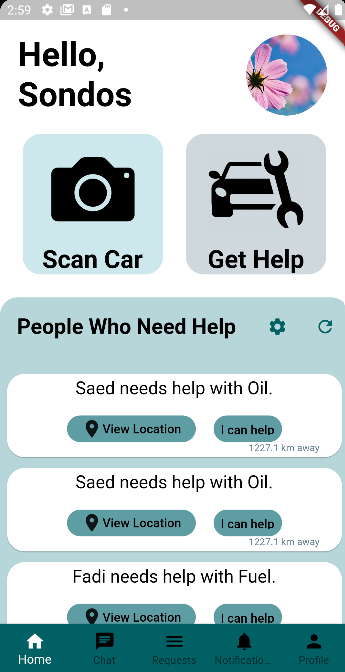 2:59
DEBUG
Hello,
Sondos
Scan Car
Get Help
People Who Need Help
Saed needs help with Oil.
View Location
I can help
1227.1 km away
Saed needs help with Oil.
View Location
I can help
1227.1 km away
Fadi needs help with Fuel.
View Location
I can help
Home
Chat
Requests
Notificatio...
Profile